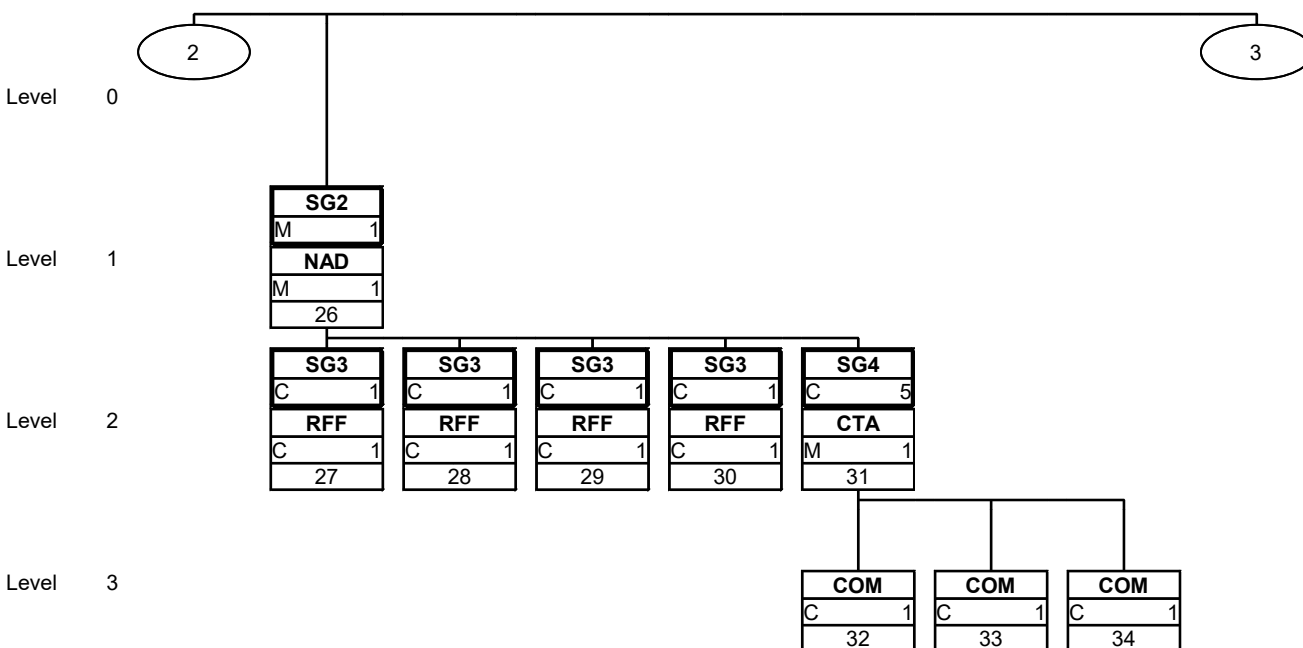 2 3
Level 0
SG2
M 1
Level 1 NAD
M 1
26
SG3 SG3 SG3 SG3 SG4
C 1 C 1 C 1 C 1 C 5
Level 2 RFF RFF RFF RFF CTA
C 1 C 1 C 1 C 1 M 1
27 28 29 30 31
Level 3 COM COM COM
C 1 C 1 C 1
32 33 34